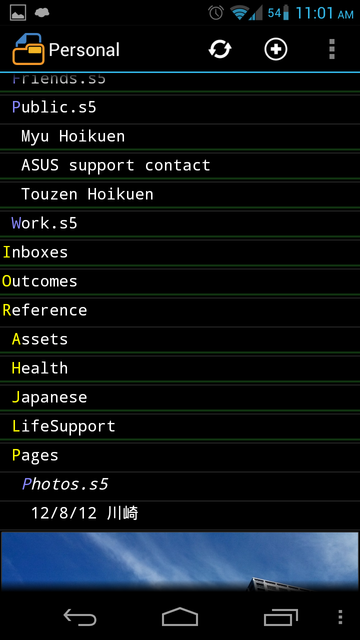 54 11:01 AM
Personal
Friends.s5
Public.s5
Myu Hoikuen
ASUS support contact
Touzen Hoikuen
Work.s5
Inboxes
Outcomes
Reference
Assets
Health
Japanese
LifeSupport
Pages
Photos.s5
12/8/12 川崎